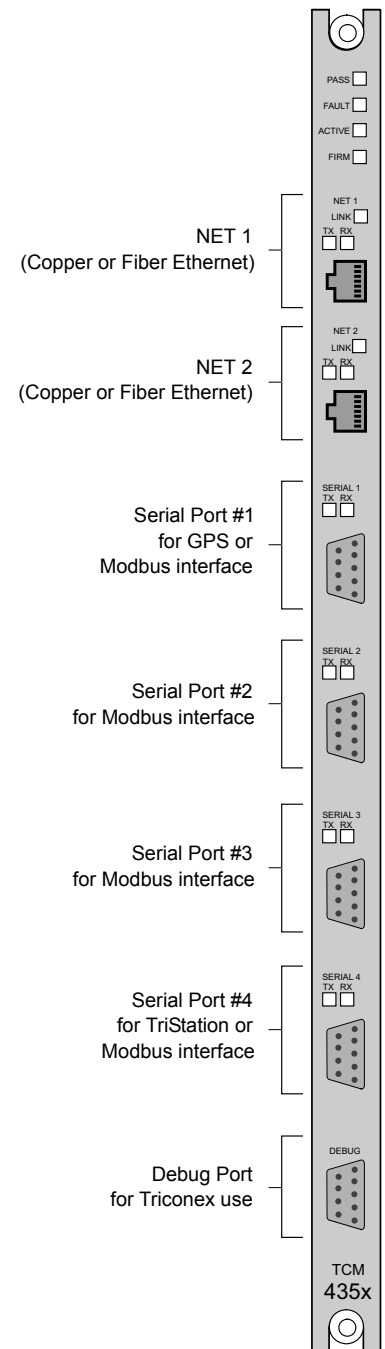 PASS
FAULT
ACTIVE
FIRM
NET 1
(Copper or Fiber Ethernet)
NET 1
LINK
TX RX
NET 2
(Copper or Fiber Ethernet)
NET 2
LINK
TX RX
Serial Port #1
for GPS or
Modbus interface
SERIAL 1
TX RX
Serial Port #2
for Modbus interface
SERIAL 2
TX RX
Serial Port #3
for Modbus interface
SERIAL 3
TX RX
Serial Port #4
for TriStation or
Modbus interface
SERIAL 4
TX RX
Debug Port
for Triconex use
DEBUG
TCM
435x